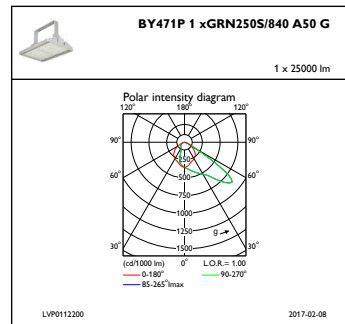 BY471P 1 xGRN250S/840 A50 G
1 x 25000 lm
Polar intensity diagram
120° 180° 120°
90° 90°
250
60° 500 60°
750
1000
1250
g
30° 1500 30°
0°
(cd/1000 lm) L.O.R.= 1.00
0-180° 90-270°
85-265°Imax
LVP0112200 2017-02-08